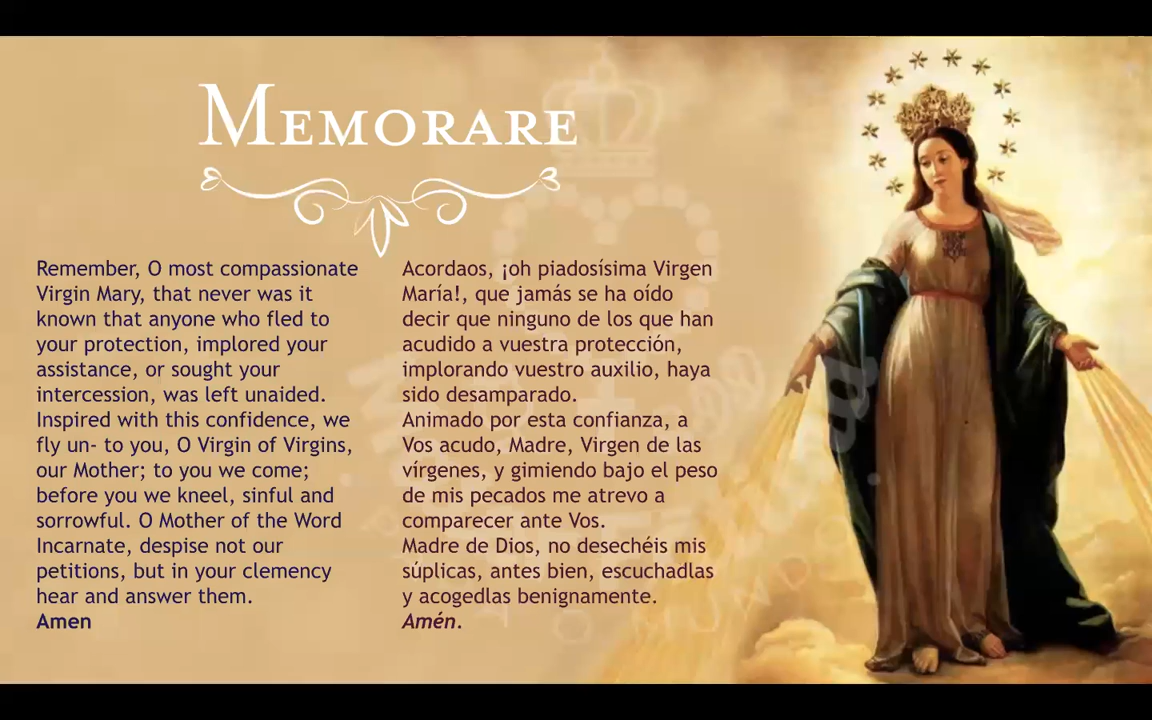 MEMORARE
Remember, O most compassionate
Virgin Mary, that never was it
known that anyone who fled to
your protection, implored your
assistance, or sought your
intercession, was left unaided.
Inspired with this confidence, we
fly un- to you, O Virgin of Virgins,
our Mother; to you we come;
before you we kneel, sinful and
sorrowful. O Mother of the Word
Incarnate, despise not our
petitions, but in your clemency
hear and answer them.
Amen
Acordaos, ¡oh piadosísima Virgen
María!, que jamás se ha oído
decir que ninguno de los que han
acudido a vuestra protección,
implorando vuestro auxilio, haya
sido desamparado.
Animado por esta confianza, a
Vos acudo, Madre, Virgen de las
vírgenes, y gimiendo bajo el peso
de mis pecados me atrevo a
comparecer ante Vos.
Madre de Dios, no desechéis mis
súplicas, antes bien, escuchadlas
y acogedlas benignamente.
Amén.